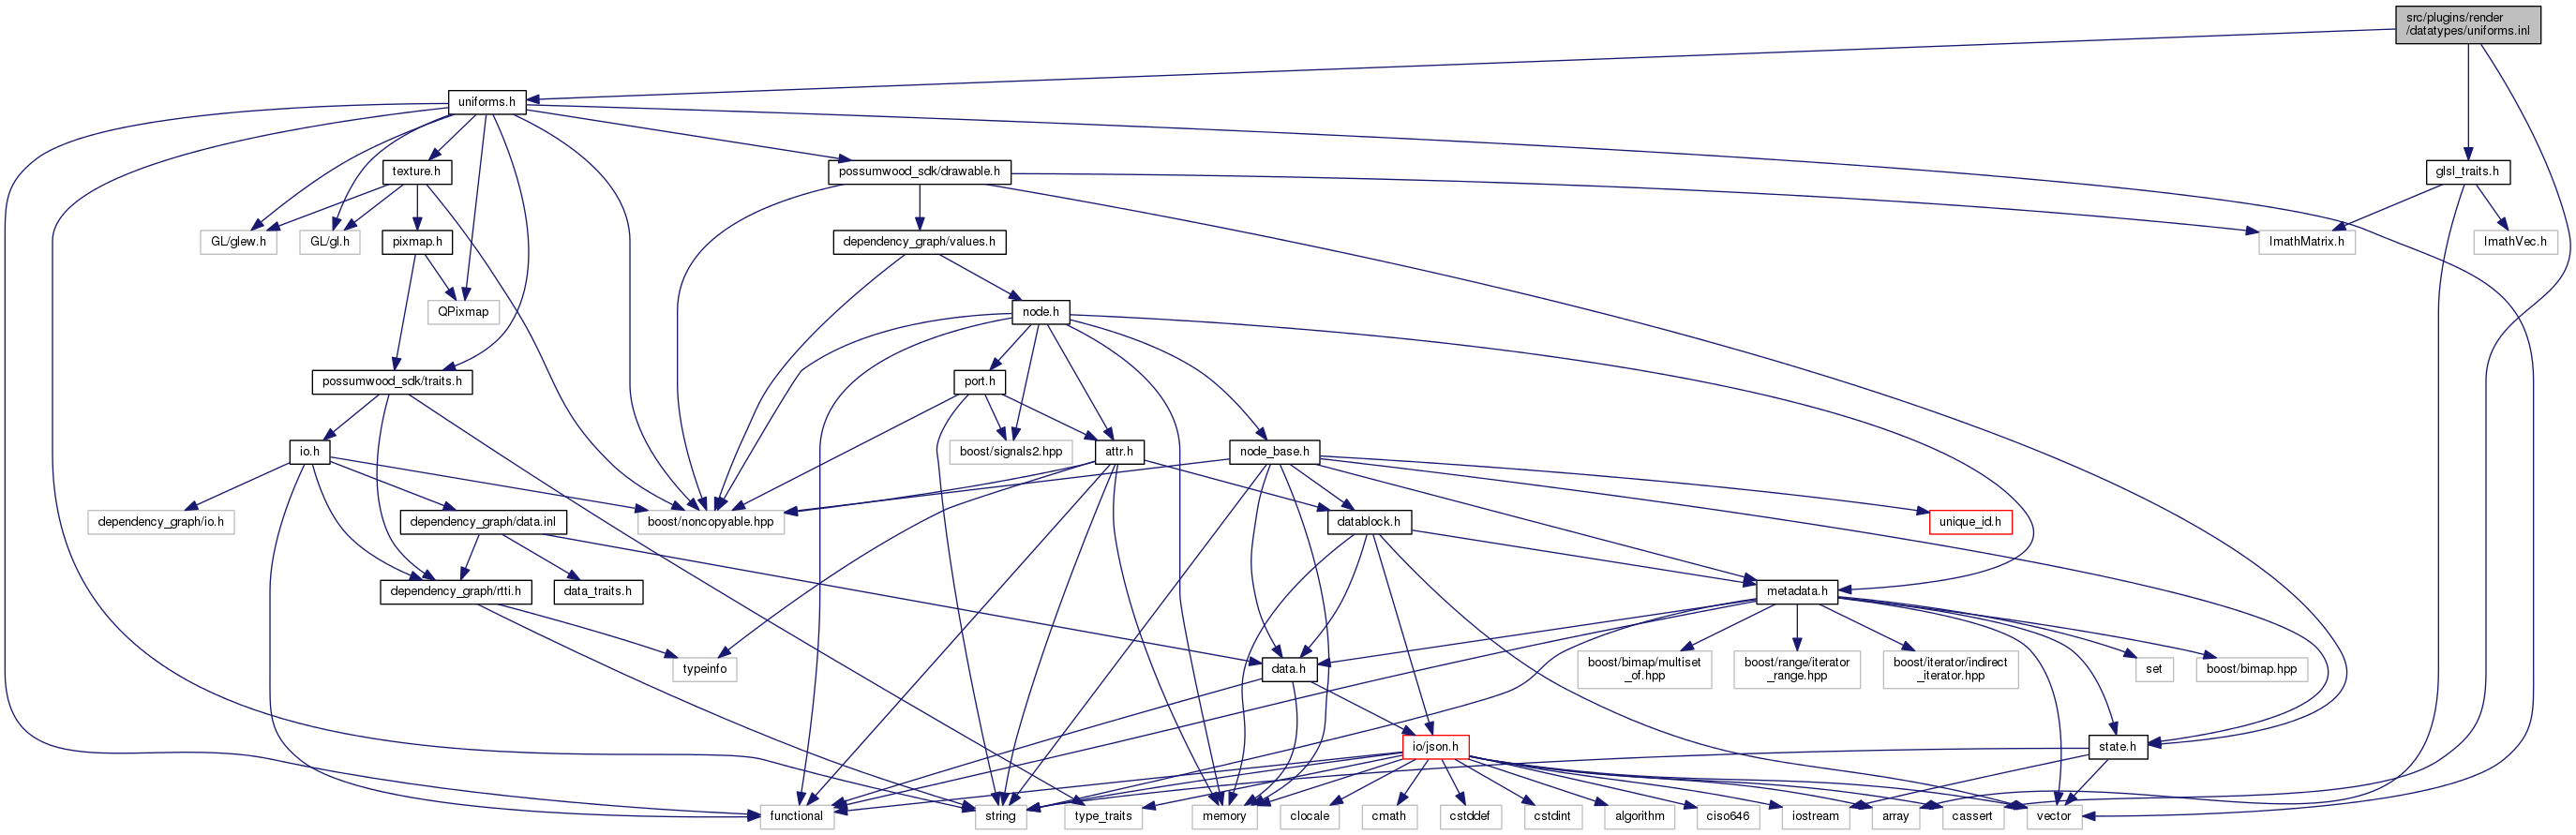 src/plugins/render
/datatypes/uniforms.inl
uniforms.h
texture.h
possumwood_sdk/drawable.h
glsl_traits.h
GL/glew.h
GL/gl.h
pixmap.h
dependency_graph/values.h
ImathMatrix.h
ImathVec.h
QPixmap
node.h
possumwood_sdk/traits.h
port.h
io.h
boost/signals2.hpp
attr.h
node_base.h
dependency_graph/io.h
dependency_graph/data.inl
boost/noncopyable.hpp
datablock.h
unique_id.h
dependency_graph/rtti.h
data_traits.h
metadata.h
typeinfo
data.h
boost/bimap/multiset
_of.hpp
boost/range/iterator
_range.hpp
boost/iterator/indirect
_iterator.hpp
set
boost/bimap.hpp
io/json.h
state.h
functional
string
type_traits
memory
clocale
cmath
cstddef
cstdint
algorithm
ciso646
iostream
array
cassert
vector